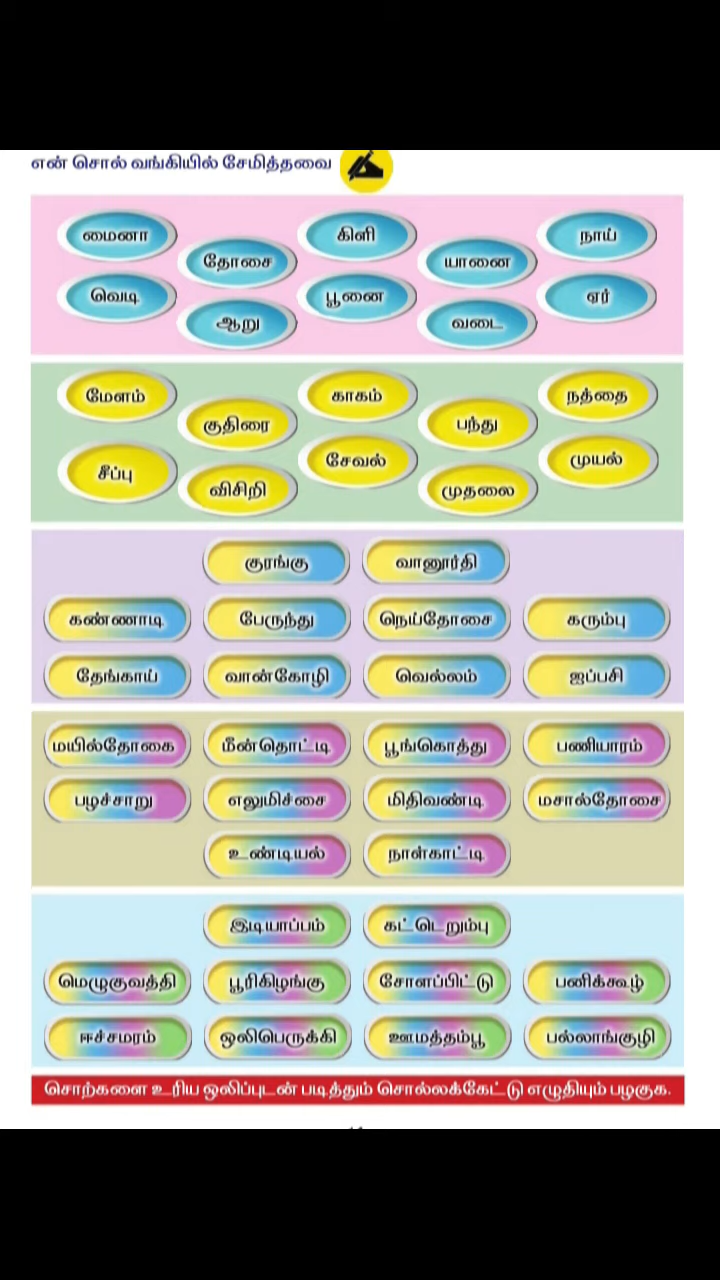 என் சொல் வங்கியில் சேமித்தவை
மைனா கிளி நாய்
தோசை யானை
வெடி பூனை ஏர்
ஆறு வடை
மேளம் காகம் நத்தை
குதிரை பந்து
சீப்பு சேவல் முயல்
விசிறி முதலை
குரங்கு வானூர்தி
கண்ணாடி பேருந்து நெய்தோசை கரும்பு
தேங்காய் வான்கோழி வெல்லம் ஐப்பசி
மயில்தோகை மீன்தொட்டி பூங்கொத்து பணியாரம்
பழச்சாறு எலுமிச்சை மிதிவண்டி மசால்தோசை
உண்டியல் நாள்காட்டி
இடியாப்பம் கட்டெறும்பு
மெழுகுவத்தி பூரிகிழங்கு சோளப்பிட்டு பனிக்கூழ்
ஈச்சமரம் ஒலிபெருக்கி ஊமத்தம்பூ பல்லாங்குழி
சொற்களை உரிய ஒலிப்புடன் படித்தும் சொல்லக்கேட்டு எழுதியும் பழகுக.